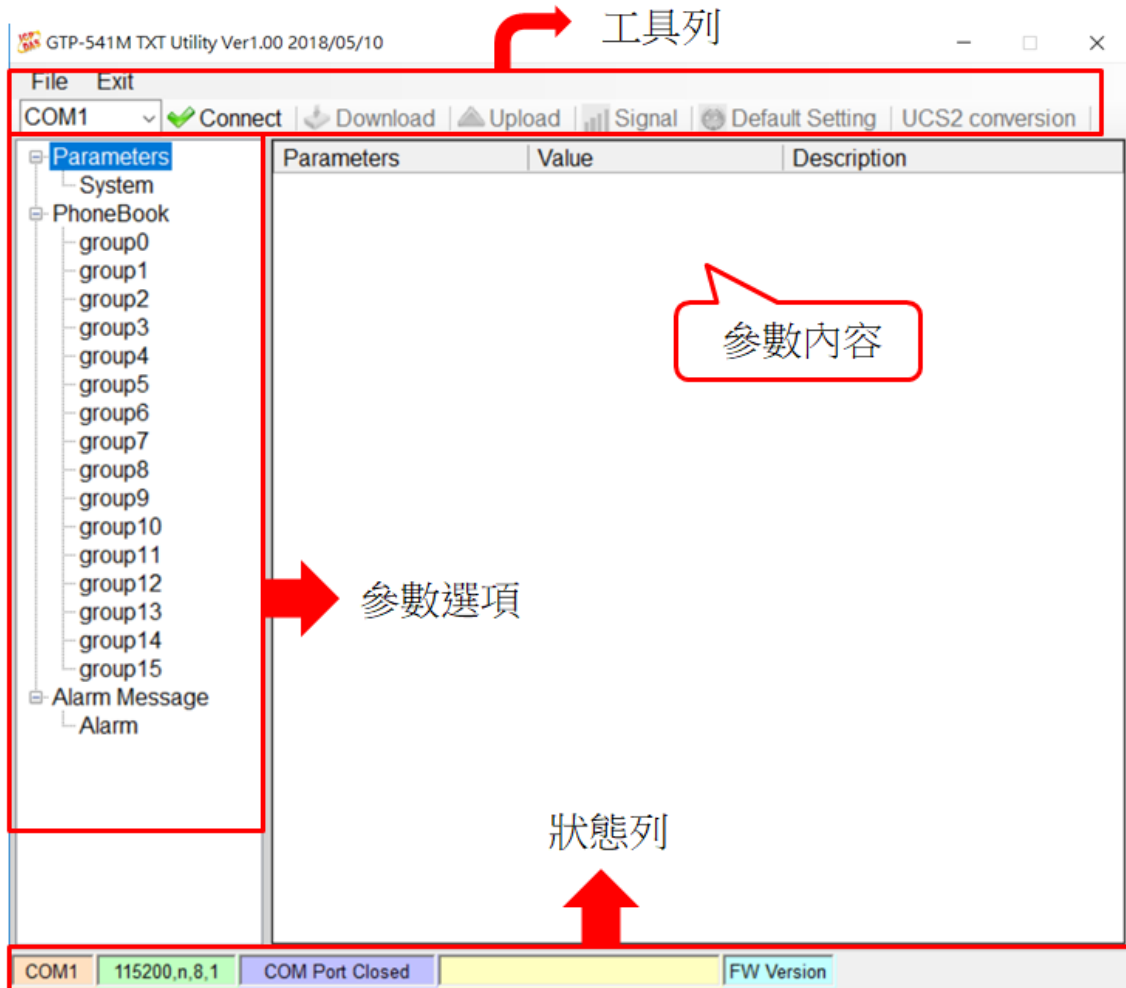 工具列
GTP-541M TXT Utility Ver1.00 2018/05/10
File Exit
COM1 Connect Download Upload Signal Default Setting UCS2 conversion
Parameters
System
PhoneBook
group0
group1
group2
group3
group4
group5
group6
group7
group8
group9
group10
group11
group12
group13
group14
group15
Alarm Message
Alarm
Parameters Value Description
參數內容
參數選項
狀態列
COM1 115200,n,8,1 COM Port Closed FW Version